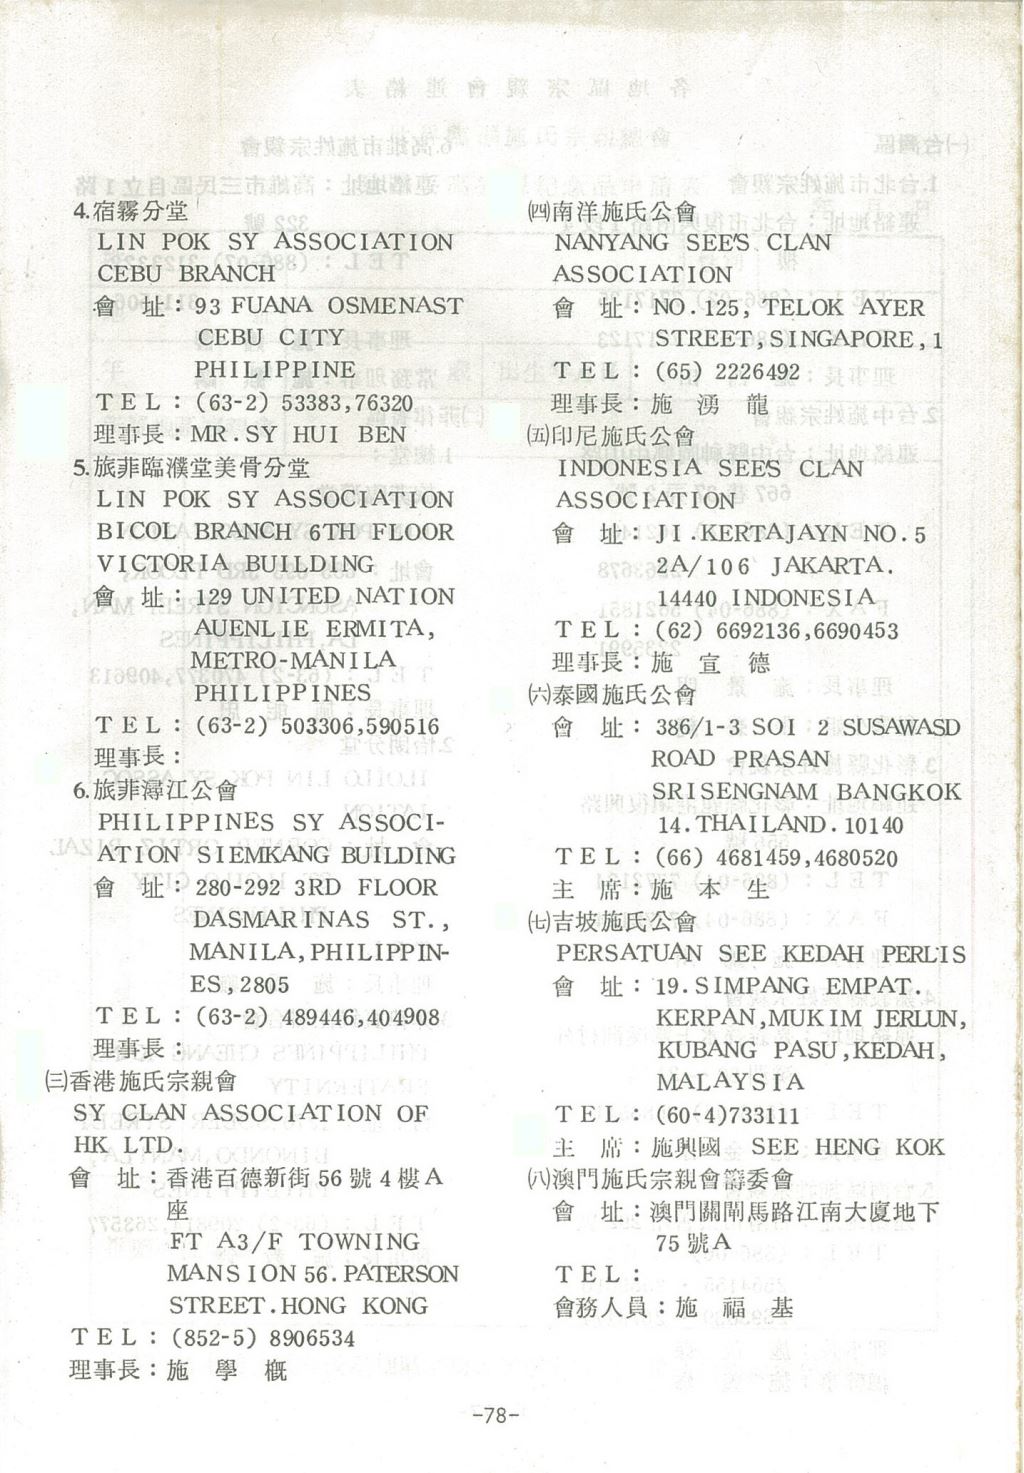 4.宿霧分堂
LIN POK SY ASSOCIATION
CEBU BRANCH
會 址：93 FUANA OSMENAST
CEBU CITY
PHILIPPINE
TEL：(63-2) 53383,76320
理事長：MR.SY HUI BEN
5.旅菲臨濮堂美骨分堂
LIN POK SY ASSOCIATION
BICOL BRANCH 6TH FLOOR
VICTORIA BUILDING
會 址：129 UNITED NATION
AUENLIE ERMITA,
METRO-MANILA
PHILIPPINES
TEL：(63-2) 503306,590516
理事長：
6.旅菲潯江公會
PHILIPPINES SY ASSOCI-
ATION SIEMKANG BUILDING
會 址：280-292 3RD FLOOR
DASMARINAS ST.,
MANILA,PHILIPPIN-
ES,2805
TEL：(63-2) 489446,404908
理事長：
㈢香港施氏宗親會
SY CLAN ASSOCIATION OF
HK LTD.
會 址：香港百德新街56號4樓A
座
FT A3/F TOWNING
MANSION 56.PATERSON
STREET.HONG KONG
TEL：(852-5) 8906534
理事長：施 學 概
㈣南洋施氏公會
NANYANG SEE'S CLAN
ASSOCIATION
會 址：NO.125, TELOK AYER
STREET,SINGAPORE,1
TEL：(65) 2226492
理事長：施 湧 龍
㈤印尼施氏公會
INDONESIA SEE'S CLAN
ASSOCIATION
會 址：JI.KERTAJAYN NO.5
2A/106 JAKARTA.
14440 INDONESIA
TEL：(62) 6692136,6690453
理事長：施 宣 德
㈥泰國施氏公會
會 址：386/1-3 SOI 2 SUSAWASD
ROAD PRASAN
SRISENGNAM BANGKOK
14.THAILAND.10140
TEL：(66) 4681459,4680520
主 席：施 本 生
㈦吉坡施氏公會
PERSATUAN SEE KEDAH PERLIS
會 址：19.SIMPANG EMPAT.
KERPAN,MUKIM JERLUN,
KUBANG PASU,KEDAH,
MALAYSIA
TEL：(60-4)733111
主 席：施興國 SEE HENG KOK
㈧澳門施氏宗親會籌委會
會 址：澳門關閘馬路江南大廈地下
75號A
TEL：
會務人員：施 福 基
-78-